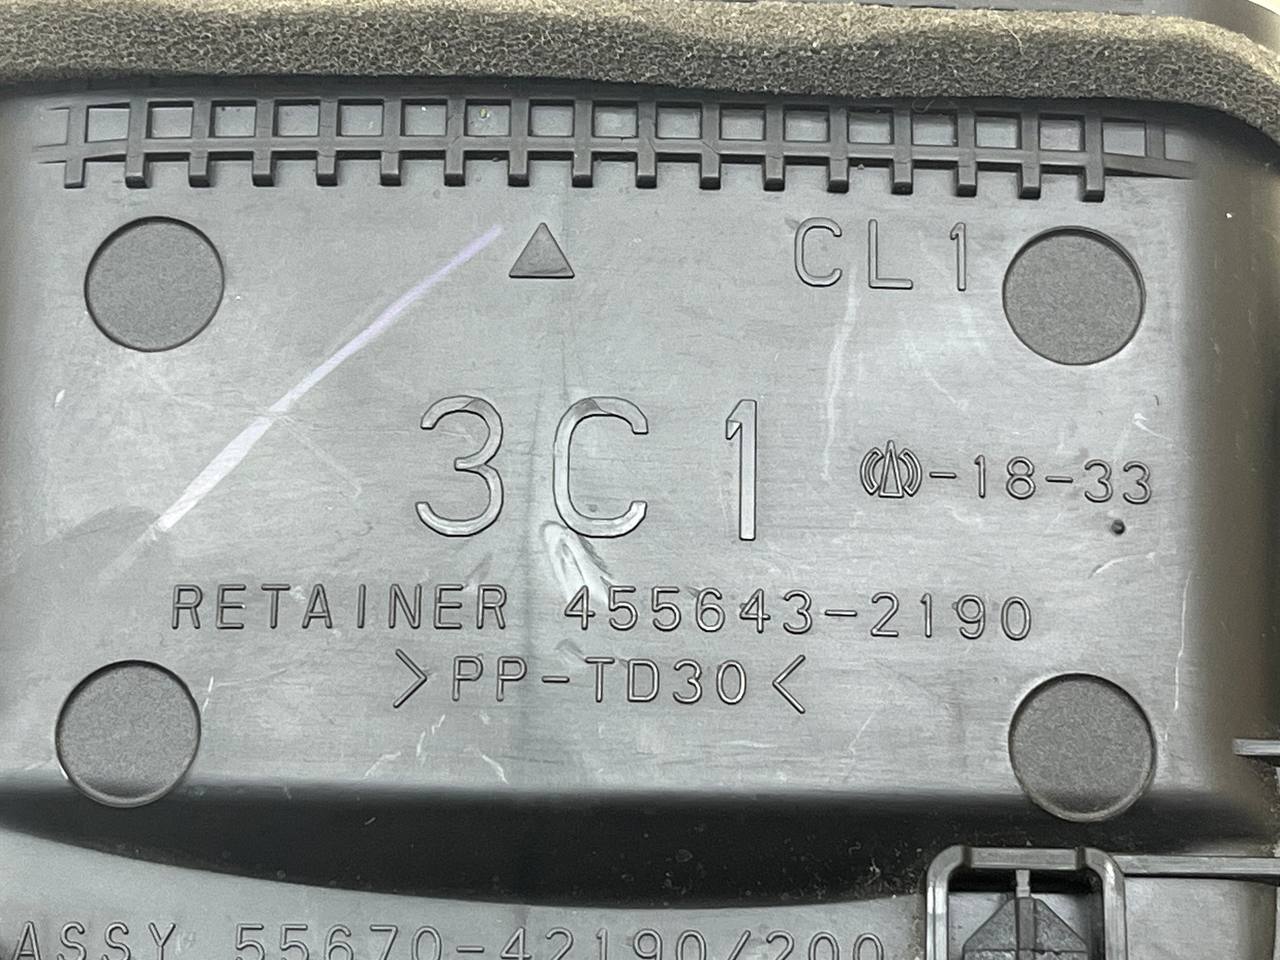 CL1
3C1
-18-33
RETAINER 455643-2190
>PP-TD30<
ASSY 55670-42190/200